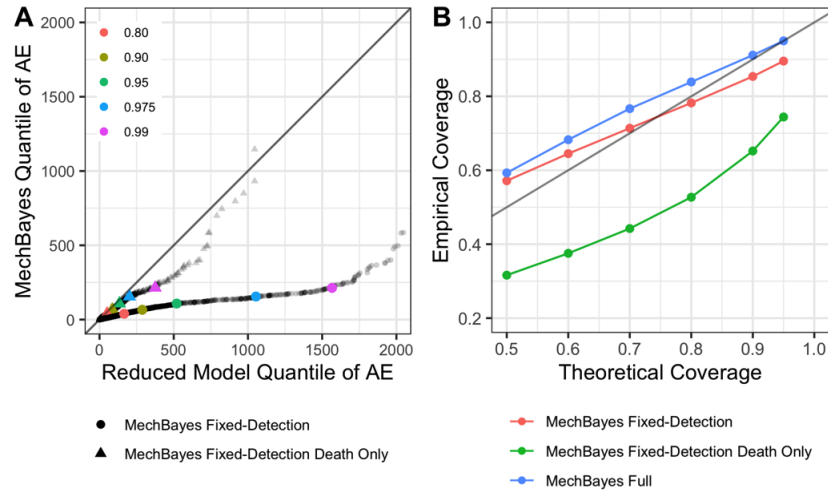 A
MechBayes Quantile of AE
2000
1500
1000
500
0
0.80
0.90
0.95
0.975
0.99
0 500 1000 1500 2000
Reduced Model Quantile of AE
MechBayes Fixed-Detection
MechBayes Fixed-Detection Death Only
B
Empirical Coverage
1.0
0.8
0.6
0.4
0.2
0.5 0.6 0.7 0.8 0.9 1.0
Theoretical Coverage
MechBayes Fixed-Detection
MechBayes Fixed-Detection Death Only
MechBayes Full